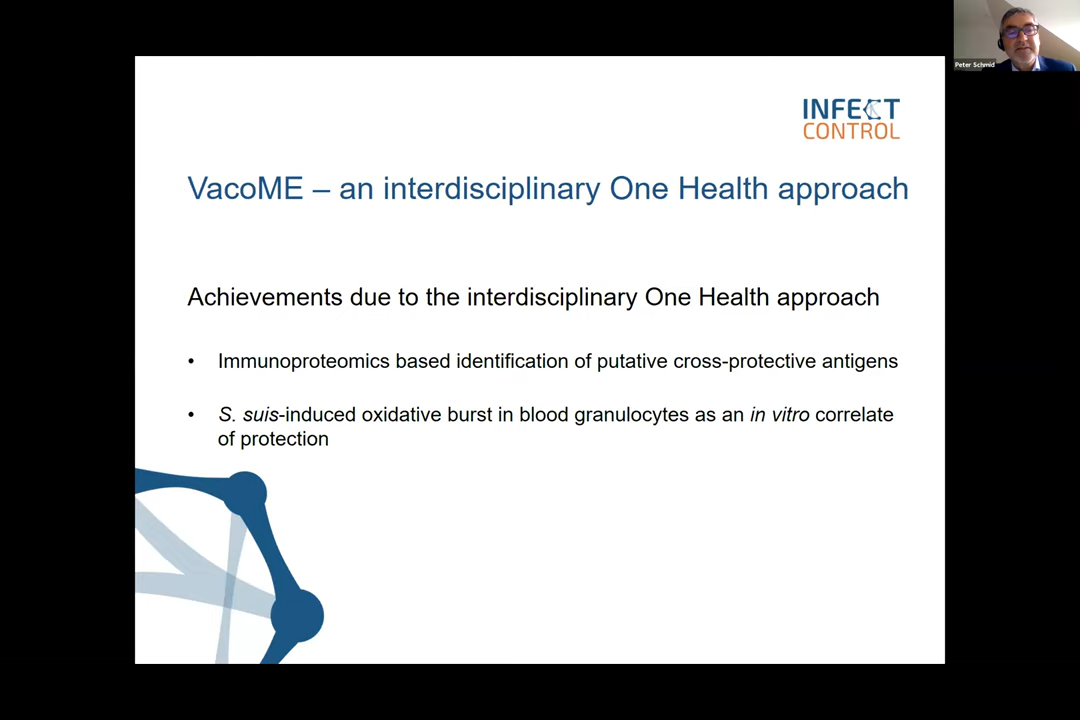 Peter Schmid
INFECT
CONTROL
VacoME – an interdisciplinary One Health approach
Achievements due to the interdisciplinary One Health approach
• Immunoproteomics based identification of putative cross-protective antigens
• S. suis-induced oxidative burst in blood granulocytes as an in vitro correlate
of protection